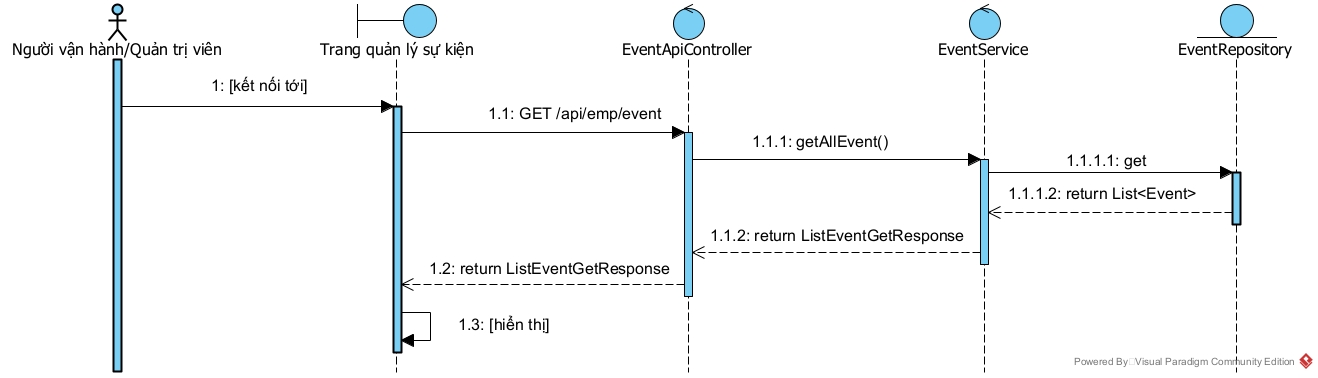 Người vận hành/Quản trị viên
Trang quản lý sự kiện
EventApiController
EventService
EventRepository
1: [kết nối tới]
1.1: GET /api/emp/event
1.1.1: getAllEvent()
1.1.1.1: get
1.1.1.2: return List<Event>
1.1.2: return ListEventGetResponse
1.2: return ListEventGetResponse
1.3: [hiển thị]
Powered By Visual Paradigm Community Edition